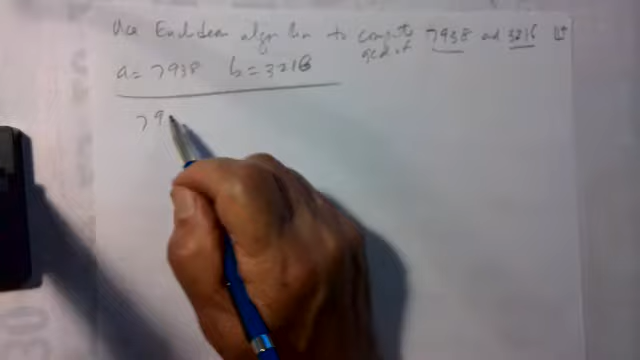 Use Euclidean algorithm to compute 7938 and 3216 Let
gcd of
a = 7938 b = 3216
79